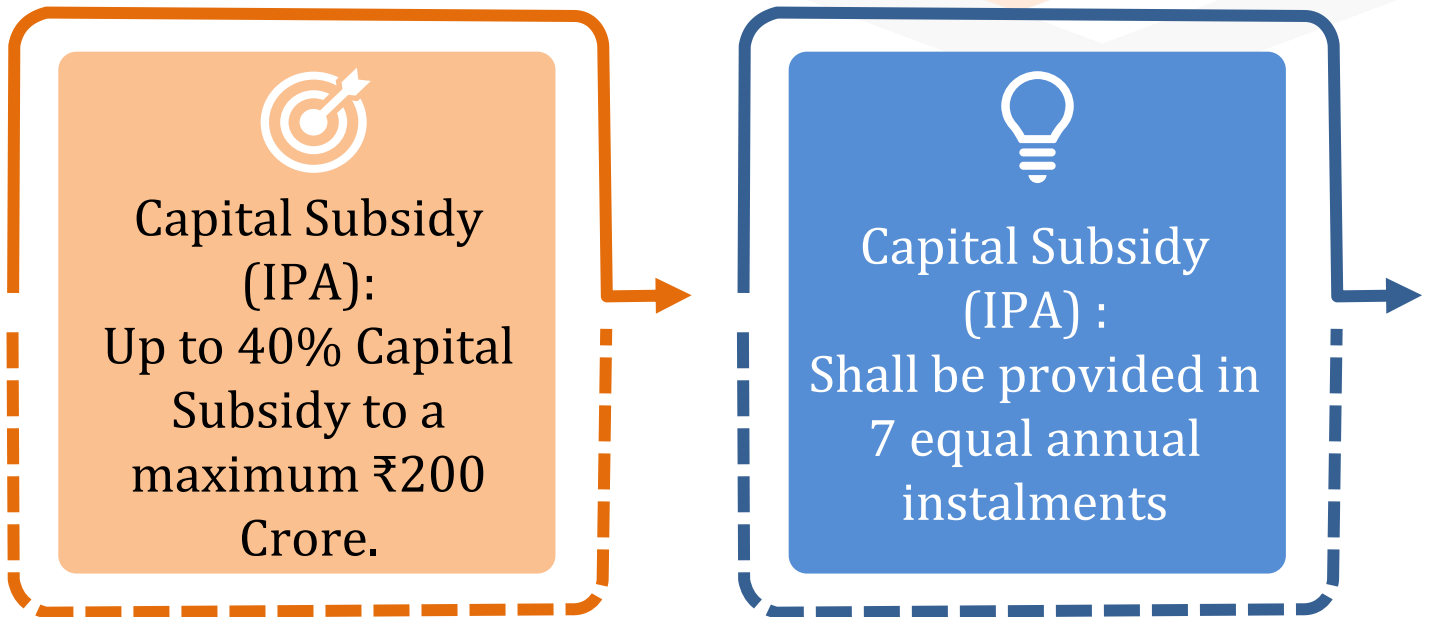 Capital Subsidy
(IPA):
Up to 40% Capital
Subsidy to a
maximum ₹200
Crore.
Capital Subsidy
(IPA) :
Shall be provided in
7 equal annual
instalments